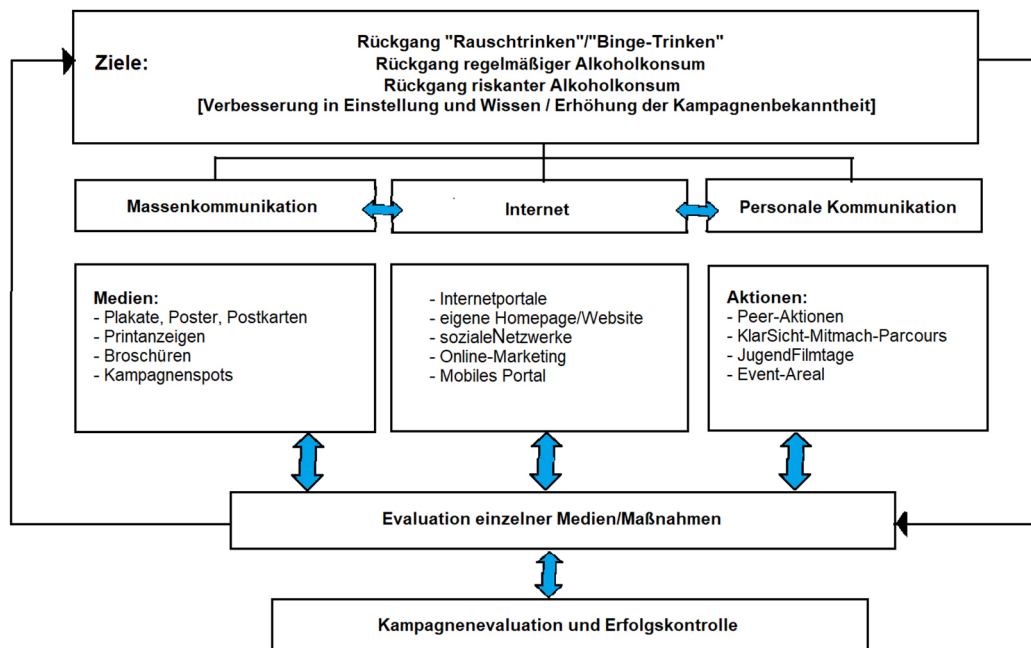 Ziele:
Rückgang "Rauschtrinken"/"Binge-Trinken"
Rückgang regelmäßiger Alkoholkonsum
Rückgang riskanter Alkoholkonsum
[Verbesserung in Einstellung und Wissen / Erhöhung der Kampagnenbekanntheit]
Massenkommunikation
Internet
Personale Kommunikation
Medien:
- Plakate, Poster, Postkarten
- Printanzeigen
- Broschüren
- Kampagnenspots
- Internetportale
- eigene Homepage/Website
- sozialeNetzwerke
- Online-Marketing
- Mobiles Portal
Aktionen:
- Peer-Aktionen
- KlarSicht-Mitmach-Parcours
- JugendFilmtage
- Event-Areal
Evaluation einzelner Medien/Maßnahmen
Kampagnenevaluation und Erfolgskontrolle